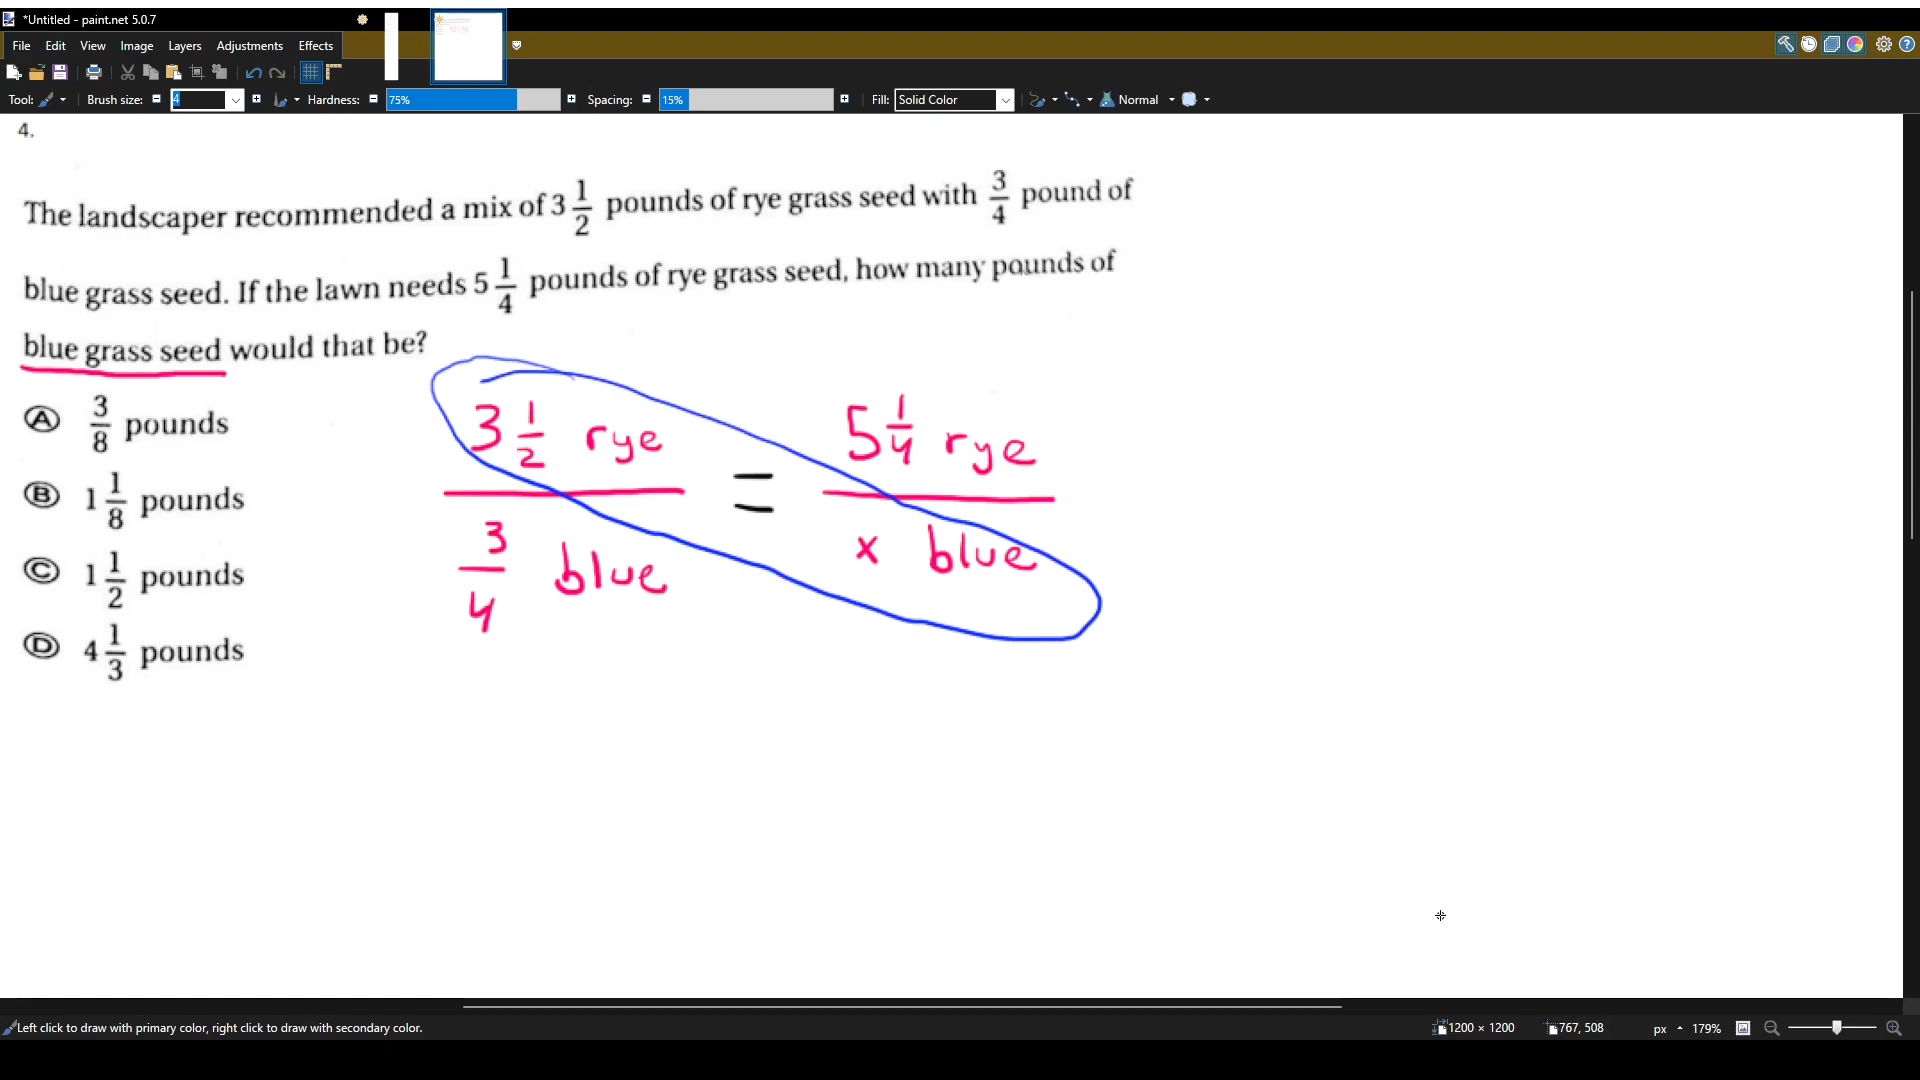 *Untitled - paint.net 5.0.7
File Edit View Image Layers Adjustments Effects
Tool: Brush size: 4 Hardness: 75% Spacing: 15% Fill: Solid Color Normal
4.
The landscaper recommended a mix of 3 1/2 pounds of rye grass seed with 3/4 pound of
blue grass seed. If the lawn needs 5 1/4 pounds of rye grass seed, how many pounds of
blue grass seed would that be?
A 3/8 pounds
B 1 1/8 pounds
C 1 1/2 pounds
D 4 1/3 pounds
3 1/2 rye = 5 1/4 rye
3/4 blue x blue
Left click to draw with primary color, right click to draw with secondary color.
1200 × 1200 767, 508 px 179%